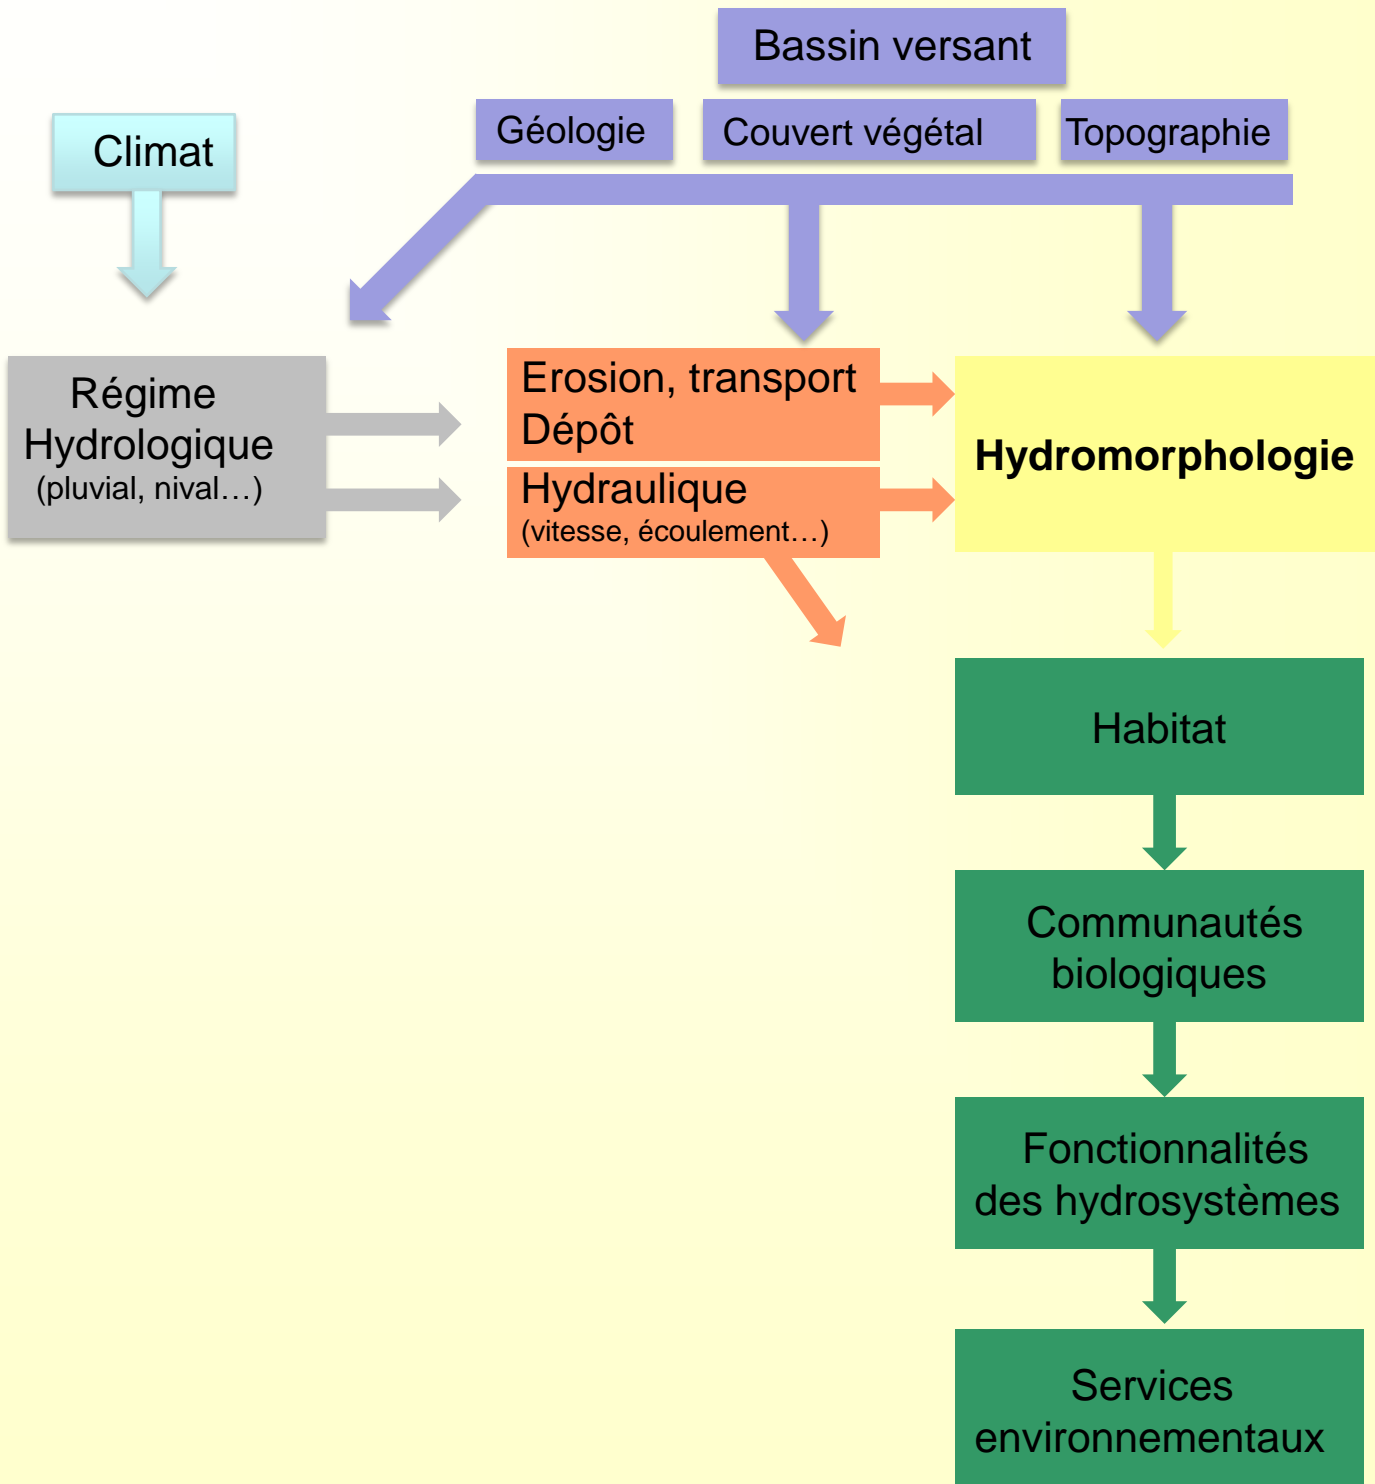 Bassin versant
Climat
Géologie
Couvert végétal
Topographie
Régime
Hydrologique
(pluvial, nival…)
Erosion, transport
Dépôt
Hydraulique
(vitesse, écoulement…)
Hydromorphologie
Habitat
Communautés
biologiques
Fonctionnalités
des hydrosystèmes
Services
environnementaux